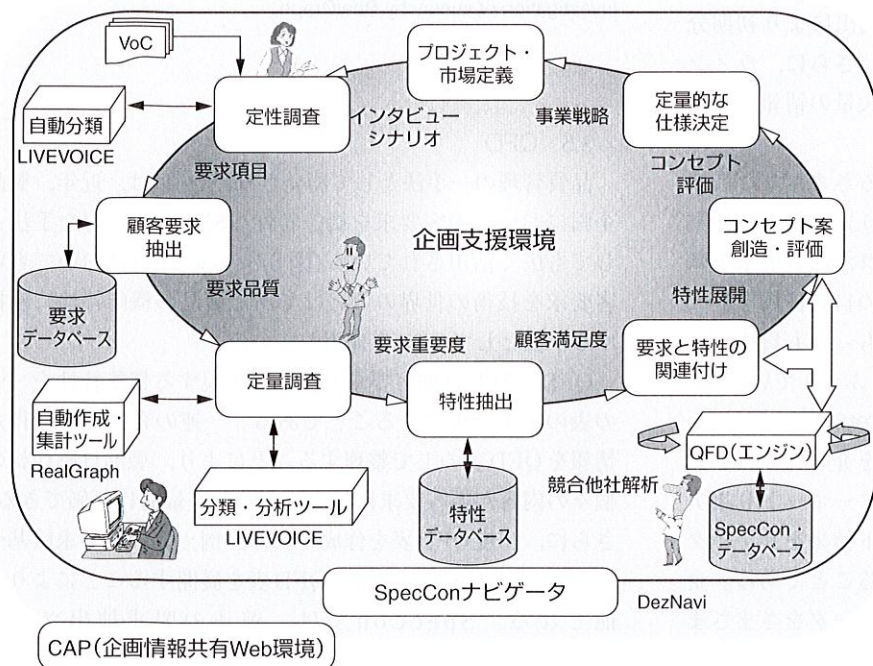 VoC
プロジェクト・
市場定義
定量的な
仕様決定
自動分類
LIVEVOICE
定性調査
インタビュー
シナリオ
事業戦略
要求項目
コンセプト
評価
顧客要求
抽出
企画支援環境
コンセプト案
創造・評価
要求品質
特性展開
要求
データベース
要求重要度
顧客満足度
要求と特性の
関連付け
定量調査
特性抽出
自動作成・
集計ツール
RealGraph
QFD(エンジン)
競合他社解析
分類・分析ツール
LIVEVOICE
特性
データベース
SpecCon
データベース
SpecConナビゲータ
DezNavi
CAP(企画情報共有Web環境)